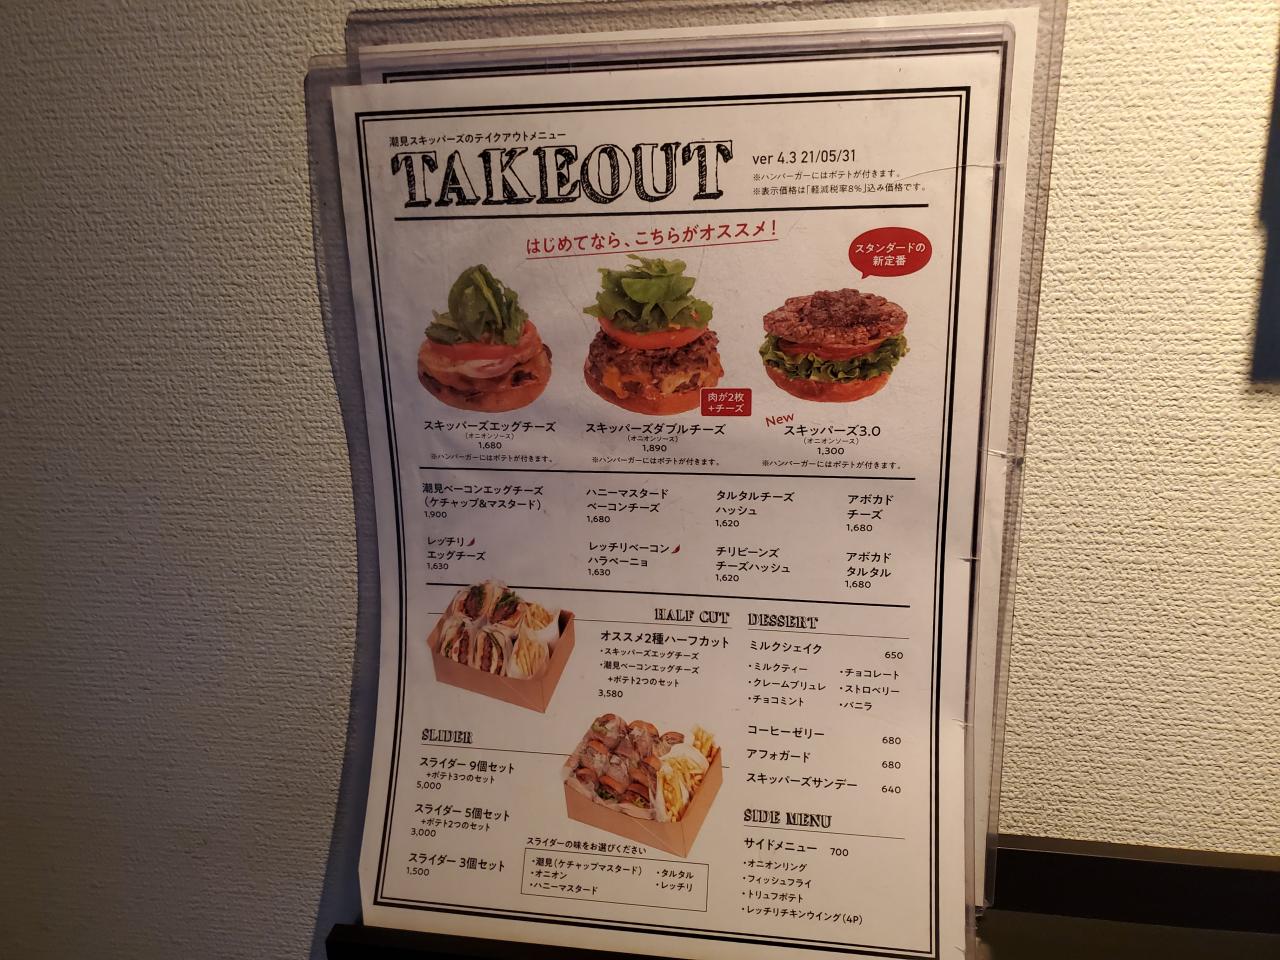 潮見スキッパーズのテイクアウトメニュー
TAKEOUT
ver 4.3 21/05/31
※ハンバーガーにはポテトが付きます。
※表示価格は「軽減税率8%」込み価格です。
はじめてなら、こちらがオススメ!
スタンダードの
新定番
肉が2枚
+チーズ
スキッパーズエッグチーズ
(オニオンソース)
1,680
※ハンバーガーにはポテトが付きます。
スキッパーズダブルチーズ
(オニオンソース)
1,890
※ハンバーガーにはポテトが付きます。
New
スキッパーズ3.0
(オニオンソース)
1,300
※ハンバーガーにはポテトが付きます。
潮見ベーコンエッグチーズ
(ケチャップ&マスタード)
1,900
ハニーマスタード
ベーコンチーズ
1,680
タルタルチーズ
ハッシュ
1,620
アボカド
チーズ
1,680
レッチリ
エッグチーズ
1,630
レッチリベーコン
ハラペーニョ
1,630
チリビーンズ
チーズハッシュ
1,620
アボカド
タルタル
1,680
HALF CUT
オススメ2種ハーフカット
・スキッパーズエッグチーズ
・潮見ベーコンエッグチーズ
+ポテト2つのセット
3,580
SLIDER
スライダー 9個セット
+ポテト3つのセット
5,000
スライダー 5個セット
+ポテト2つのセット
3,000
スライダー 3個セット
1,500
スライダーの味をお選びください
・潮見(ケチャップマスタード) ・タルタル
・オニオン ・レッチリ
・ハニーマスタード
DESSERT
ミルクシェイク 650
・ミルクティー ・チョコレート
・クレームブリュレ ・ストロベリー
・チョコミント ・バニラ
コーヒーゼリー 680
アフォガード 680
スキッパーズサンデー 640
SIDE MENU
サイドメニュー 700
・オニオンリング
・フィッシュフライ
・トリュフポテト
・レッチリチキンウイング(4P)